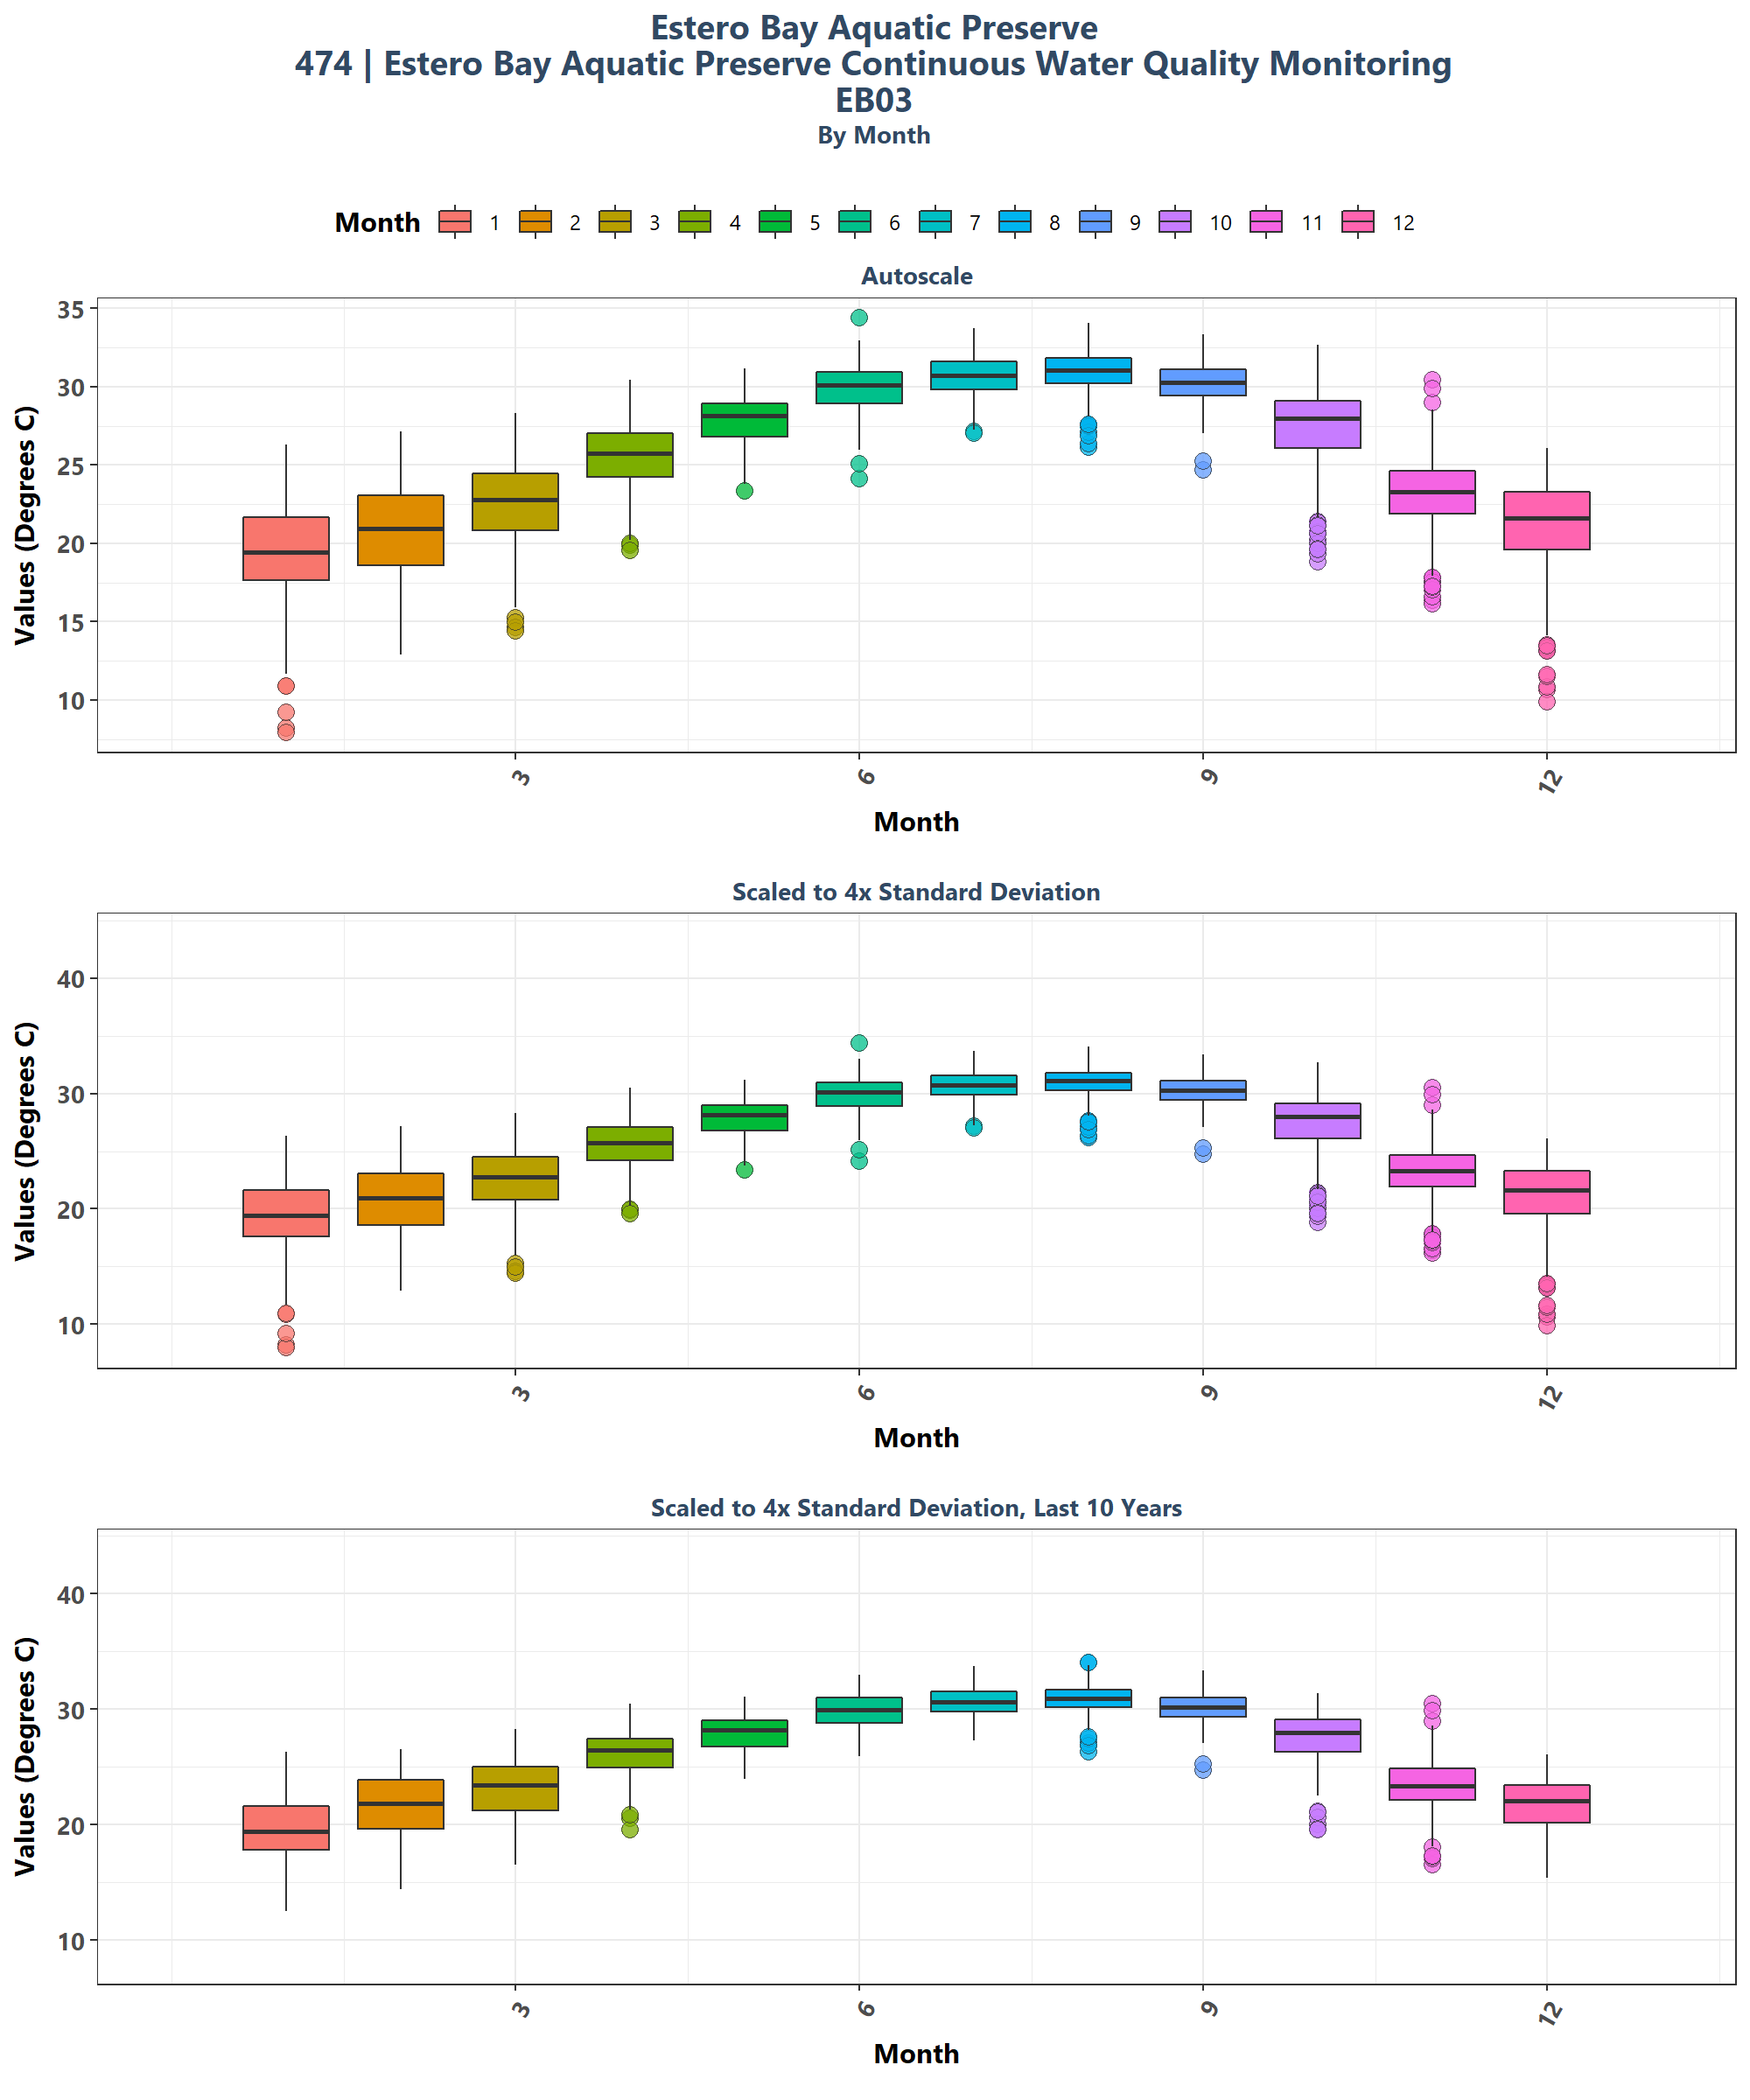 Estero Bay Aquatic Preserve
474 | Estero Bay Aquatic Preserve Continuous Water Quality Monitoring
EB03
By Month
Month 1 2 3 4 5 6 7 8 9 10 11 12
Autoscale
Values (Degrees C)
35
30
25
20
15
10
3 6 9 12
Month
Scaled to 4x Standard Deviation
Values (Degrees C)
40
30
20
10
3 6 9 12
Month
Scaled to 4x Standard Deviation, Last 10 Years
Values (Degrees C)
40
30
20
10
3 6 9 12
Month